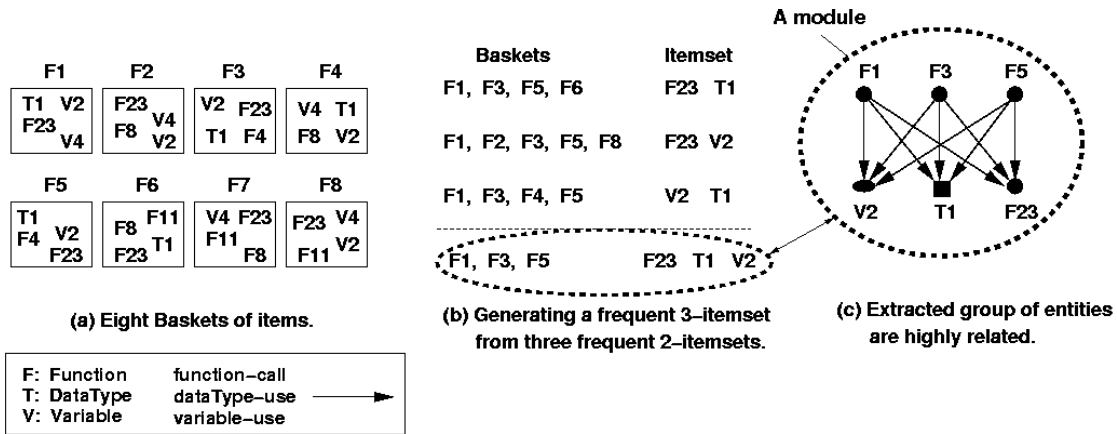 F1 F2 F3 F4
T1 V2
F23
V4
F23
V4
F8
V2
V2 F23
T1 F4
V4 T1
F8 V2
F5 F6 F7 F8
T1
F4 V2
F23
F11
F8
T1
F23
V4 F23
F11
F8
F23 V4
V2
F11
(a) Eight Baskets of items.
F: Function function-call
T: DataType dataType-use
V: Variable variable-use
Baskets Itemset
F1, F3, F5, F6 F23 T1
F1, F2, F3, F5, F8 F23 V2
F1, F3, F4, F5 V2 T1
F1, F3, F5 F23 T1 V2
(b) Generating a frequent 3-itemset
from three frequent 2-itemsets.
A module
F1 F3 F5
V2 T1 F23
(c) Extracted group of entities
are highly related.